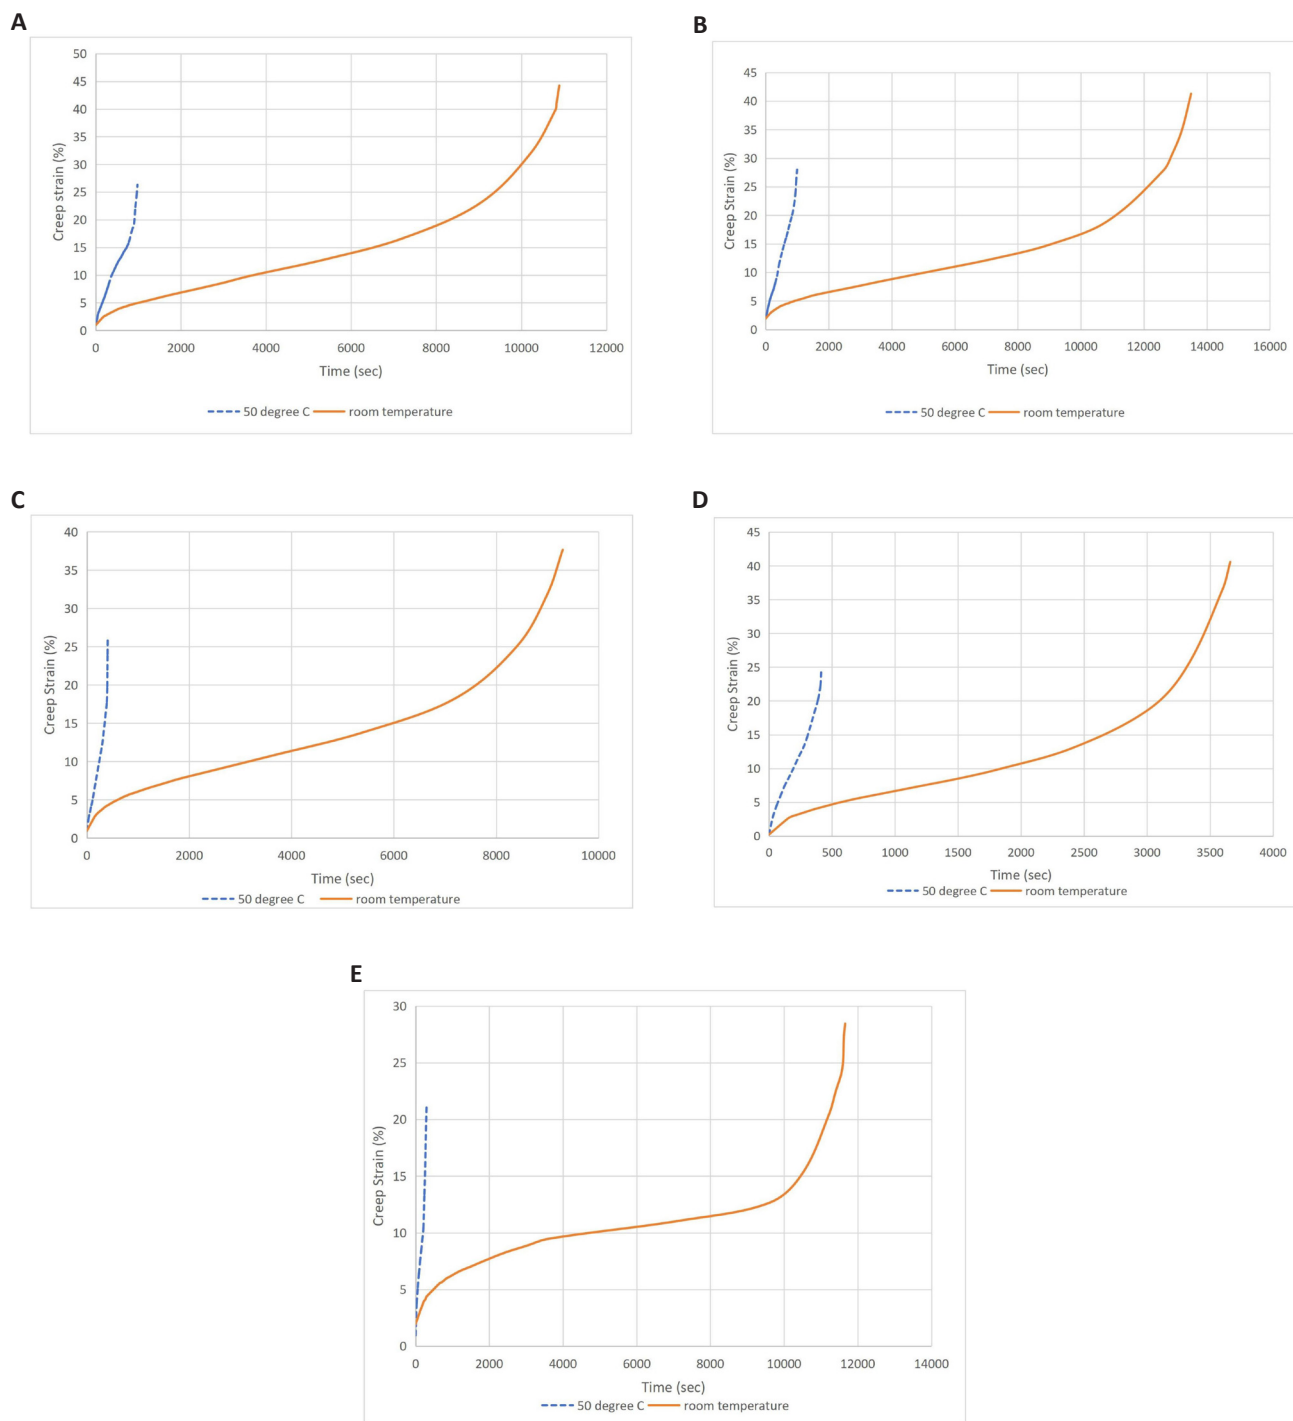 A
50
45
40
35
30
25
20
15
10
5
0
Creep strain (%)
0 2000 4000 6000 8000 10000 12000
Time (sec)
50 degree C room temperature
B
45
40
35
30
25
20
15
10
5
0
Creep Strain (%)
0 2000 4000 6000 8000 10000 12000 14000 16000
Time (sec)
50 degree C room temperature
C
40
35
30
25
20
15
10
5
0
Creep Strain (%)
0 2000 4000 6000 8000 10000
Time (sec)
50 degree C room temperature
D
45
40
35
30
25
20
15
10
5
0
Creep Strain (%)
0 500 1000 1500 2000 2500 3000 3500 4000
Time (sec)
50 degree C room temperature
E
30
25
20
15
10
5
0
Creep Strain (%)
0 2000 4000 6000 8000 10000 12000 14000
Time (sec)
50 degree C room temperature